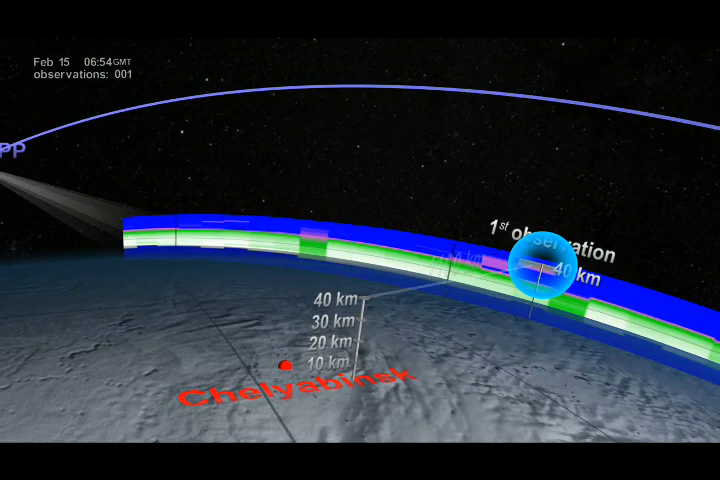 Feb 15 06:54GMT
observations: 001
PP
1st observation
40 km
40 km
30 km
20 km
10 km
Chelyabinsk